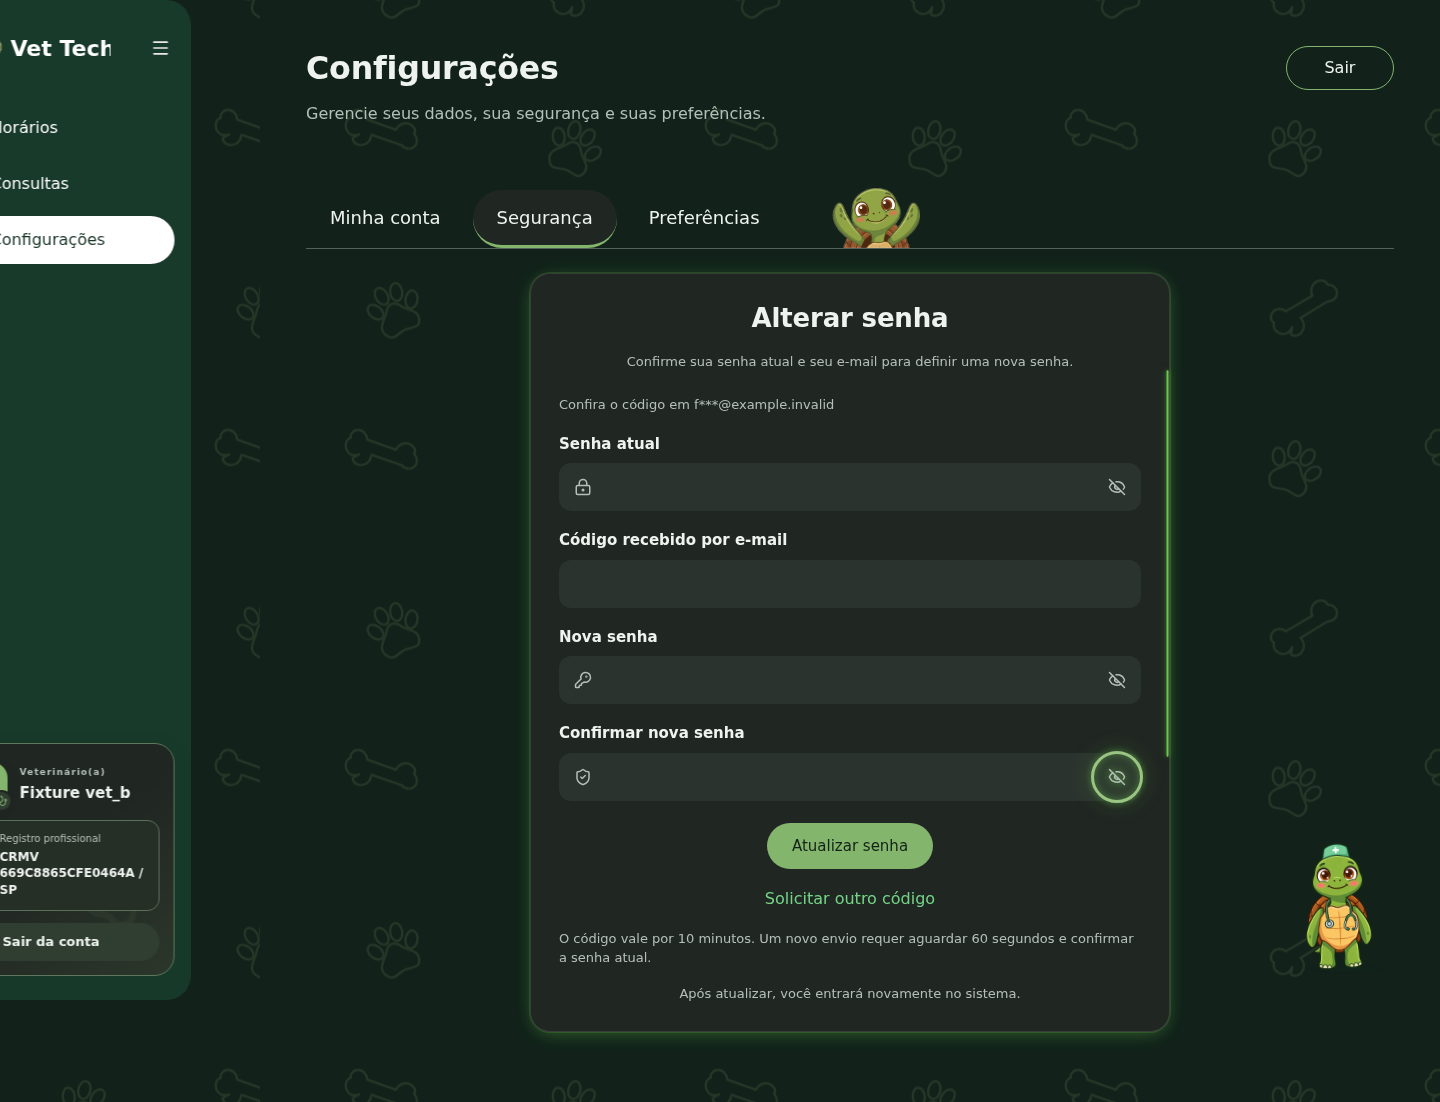 Vet Tech
Horários
Consultas
Configurações
Veterinário(a)
Fixture vet_b
Registro profissional
CRMV
669C8865CFE0464A /
SP
Sair da conta
Configurações
Sair
Gerencie seus dados, sua segurança e suas preferências.
Minha conta
Segurança
Preferências
Alterar senha
Confirme sua senha atual e seu e-mail para definir uma nova senha.
Confira o código em f***@example.invalid
Senha atual
Código recebido por e-mail
Nova senha
Confirmar nova senha
Atualizar senha
Solicitar outro código
O código vale por 10 minutos. Um novo envio requer aguardar 60 segundos e confirmar
a senha atual.
Após atualizar, você entrará novamente no sistema.